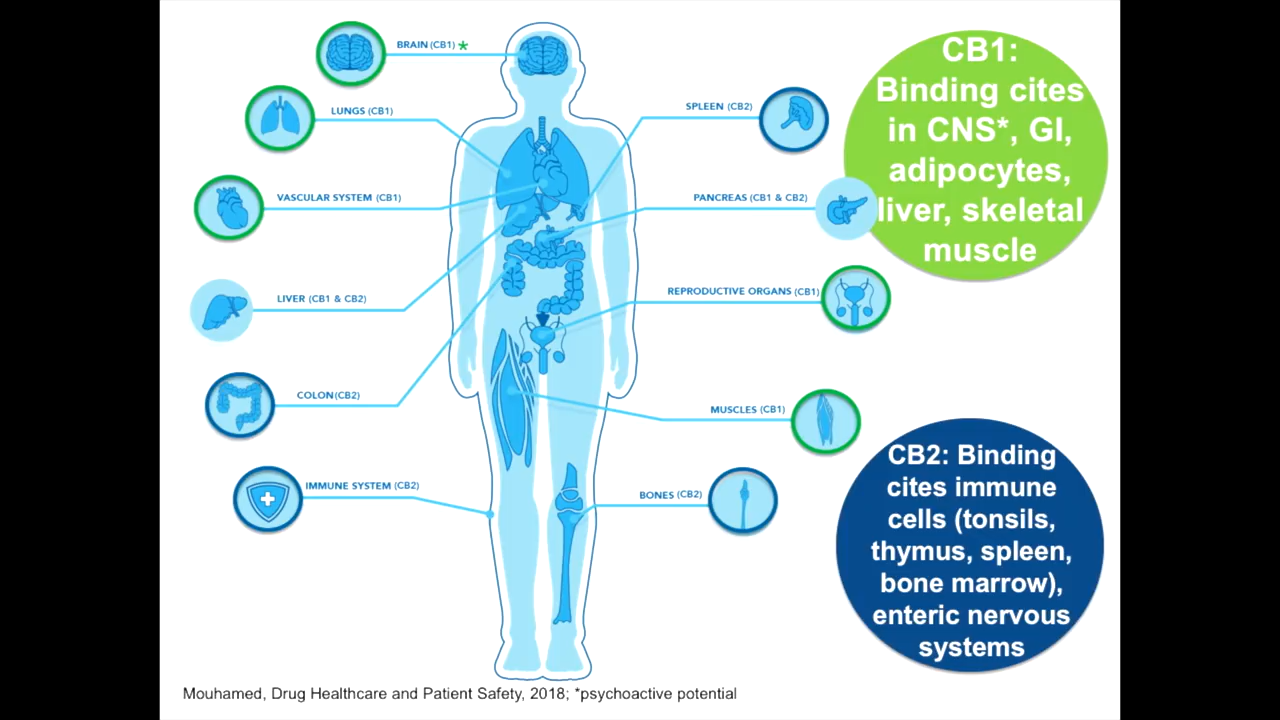 BRAIN (CB1) *
LUNGS (CB1)
VASCULAR SYSTEM (CB1)
LIVER (CB1 & CB2)
COLON(CB2)
IMMUNE SYSTEM (CB2)
SPLEEN (CB2)
PANCREAS (CB1 & CB2)
REPRODUCTIVE ORGANS (CB1)
MUSCLES (CB1)
BONES (CB2)
CB1:
Binding cites
in CNS*, GI,
adipocytes,
liver, skeletal
muscle
CB2: Binding
cites immune
cells (tonsils,
thymus, spleen,
bone marrow),
enteric nervous
systems
Mouhamed, Drug Healthcare and Patient Safety, 2018; *psychoactive potential